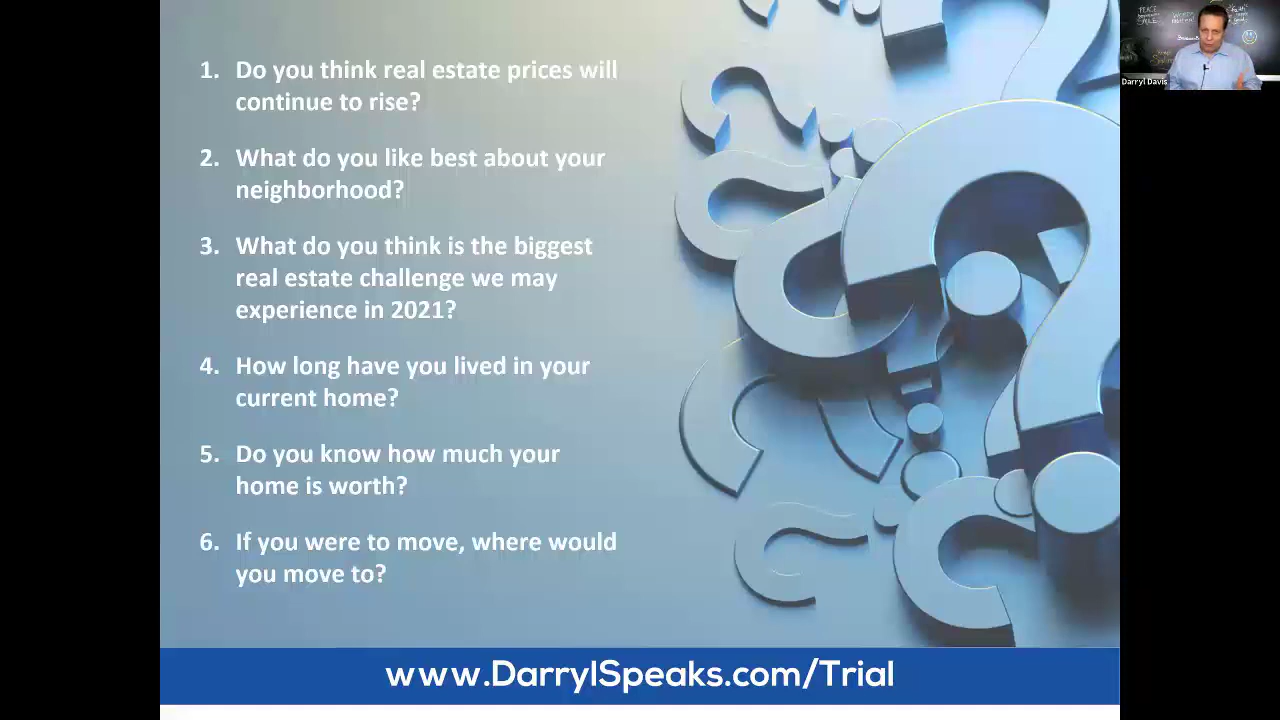 1. Do you think real estate prices will
continue to rise?
2. What do you like best about your
neighborhood?
3. What do you think is the biggest
real estate challenge we may
experience in 2021?
4. How long have you lived in your
current home?
5. Do you know how much your
home is worth?
6. If you were to move, where would
you move to?
www.DarrylSpeaks.com/Trial
PEACE
SMILE
Darryl Davis